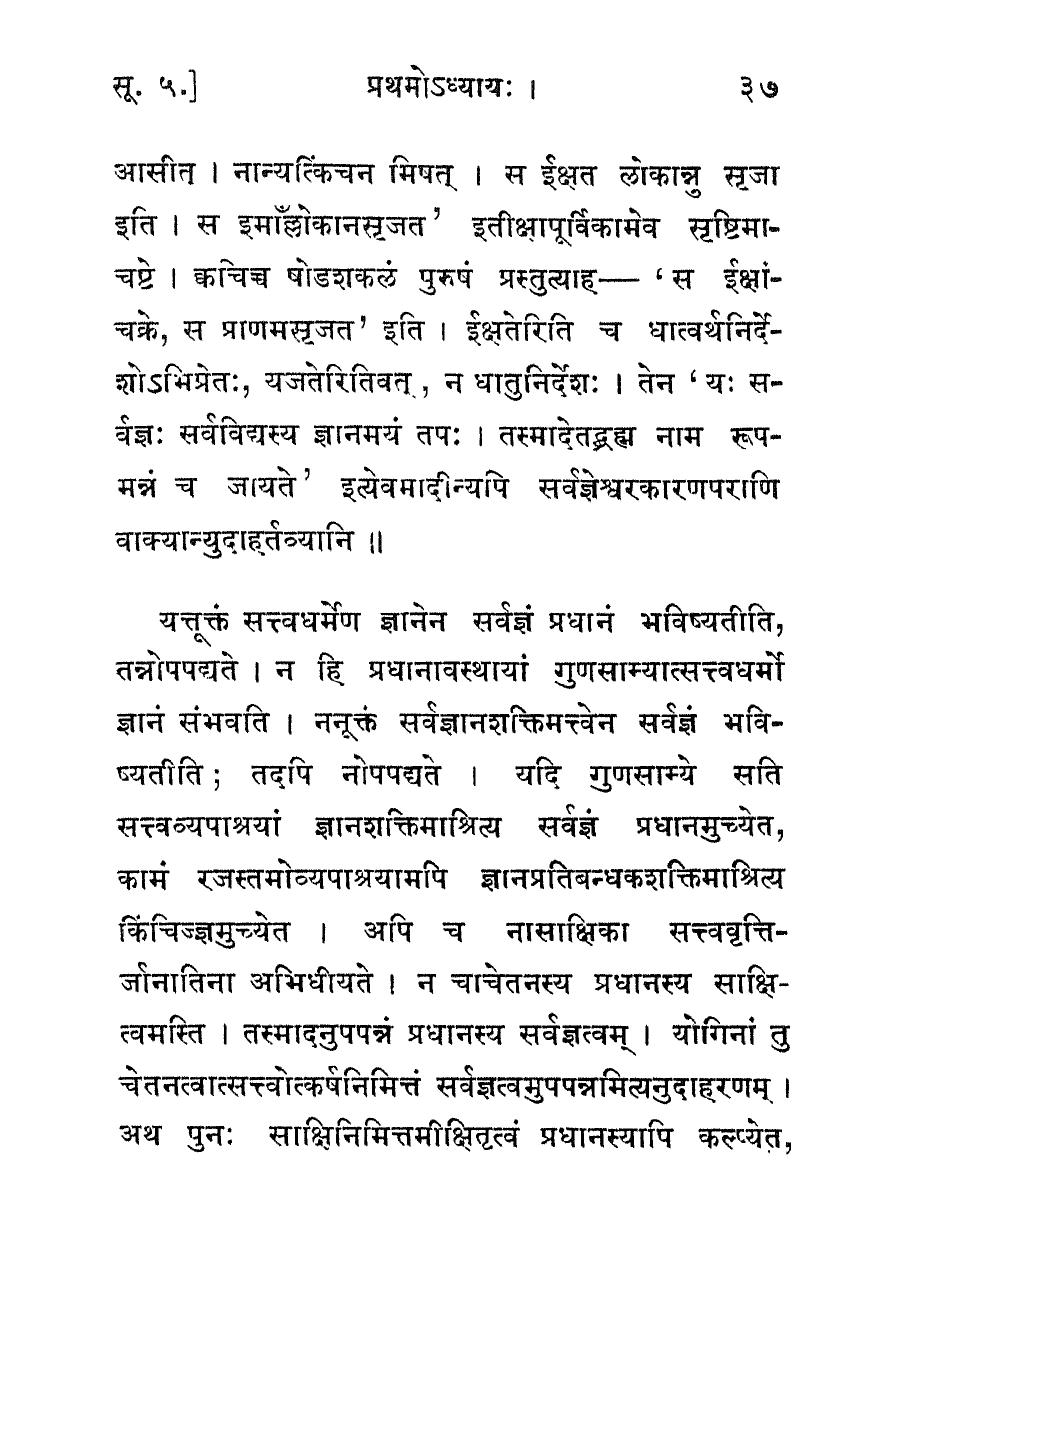 सू. ५.] प्रथमोऽध्यायः । ३७
आसीत् । नान्यत्किंचन मिषत् । स ईक्षत लोकान्नु सृजा
इति । स इमाँल्लोकानसृजत’ इतीक्षापूर्विकामेव सृष्टिमा-
चष्टे । क्वचिच्च षोडशकलं पुरुषं प्रस्तुत्याह— ‘स ईक्षां-
चक्रे, स प्राणमसृजत’ इति । ईक्षतेरिति च धात्वर्थनिर्दे-
शोऽभिप्रेतः, यजतेरितिवत्, न धातुनिर्देशः । तेन ‘यः स-
र्वज्ञः सर्वविद्यस्य ज्ञानमयं तपः । तस्मादेतद्ब्रह्म नाम रूप-
मन्नं च जायते’ इत्येवमादीन्यपि सर्वज्ञेश्वरकारणपराणि
वाक्यान्युदाहर्तव्यानि ॥
यत्तूक्तं सत्त्वधर्मेण ज्ञानेन सर्वज्ञं प्रधानं भविष्यतीति,
तन्नोपपद्यते । न हि प्रधानावस्थायां गुणसाम्यात्सत्त्वधर्मो
ज्ञानं संभवति । ननूक्तं सर्वज्ञानशक्तिमत्त्वेन सर्वज्ञं भवि-
ष्यतीति ; तदपि नोपपद्यते । यदि गुणसाम्ये सति
सत्त्वव्यपाश्रयां ज्ञानशक्तिमाश्रित्य सर्वज्ञं प्रधानमुच्येत,
कामं रजस्तमोव्यपाश्रयामपि ज्ञानप्रतिबन्धकशक्तिमाश्रित्य
किंचिज्ज्ञमुच्येत । अपि च नासाक्षिका सत्त्ववृत्ति-
र्जानातिना अभिधीयते । न चाचेतनस्य प्रधानस्य साक्षि-
त्वमस्ति । तस्मादनुपपन्नं प्रधानस्य सर्वज्ञत्वम् । योगिनां तु
चेतनत्वात्सत्त्वोत्कर्षनिमित्तं सर्वज्ञत्वमुपपन्नमित्यनुदाहरणम् ।
अथ पुनः साक्षिनिमित्तमीक्षितृत्वं प्रधानस्यापि कल्प्येत,